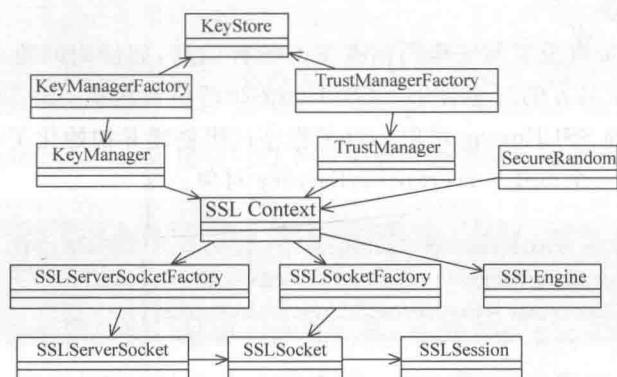 KeyStore
KeyManagerFactory
TrustManagerFactory
KeyManager
TrustManager
SecureRandom
SSL Context
SSLServerSocketFactory
SSLSocketFactory
SSLEngine
SSLServerSocket
SSLSocket
SSLSession